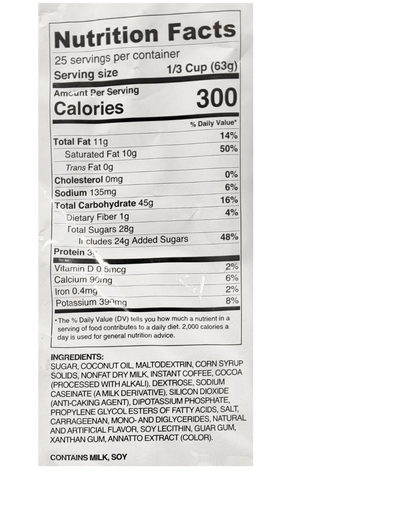 Nutrition Facts
25 servings per container
Serving size 1/3 Cup (63g)
Amount Per Serving
Calories 300
% Daily Value*
Total Fat 11g 14%
Saturated Fat 10g 50%
Trans Fat 0g
Cholesterol 0mg 0%
Sodium 135mg 6%
Total Carbohydrate 45g 16%
Dietary Fiber 1g 4%
Total Sugars 28g
Includes 24g Added Sugars 48%
Protein
Vitamin D 0.5mcg 2%
Calcium 90mg 6%
Iron 0.4mg 2%
Potassium 390mg 8%
*The % Daily Value (DV) tells you how much a nutrient in a
serving of food contributes to a daily diet. 2,000 calories a
day is used for general nutrition advice.
INGREDIENTS:
SUGAR, COCONUT OIL, MALTODEXTRIN, CORN SYRUP
SOLIDS, NONFAT DRY MILK, INSTANT COFFEE, COCOA
(PROCESSED WITH ALKALI), DEXTROSE, SODIUM
CASEINATE (A MILK DERIVATIVE), SILICON DIOXIDE
(ANTI-CAKING AGENT), DIPOTASSIUM PHOSPHATE,
PROPYLENE GLYCOL ESTERS OF FATTY ACIDS, SALT,
CARRAGEENAN, MONO- AND DIGLYCERIDES, NATURAL
AND ARTIFICIAL FLAVOR, SOY LECITHIN, GUAR GUM,
XANTHAN GUM, ANNATTO EXTRACT (COLOR).
CONTAINS MILK, SOY